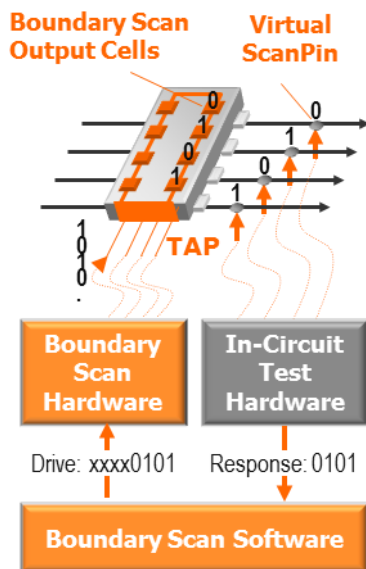 Boundary Scan
Output Cells
Virtual
ScanPin
0
1
0
1
0
1
0
1
TAP
1
0
1
0
.
Boundary
Scan
Hardware
In-Circuit
Test
Hardware
Drive: xxxx0101
Response: 0101
Boundary Scan Software